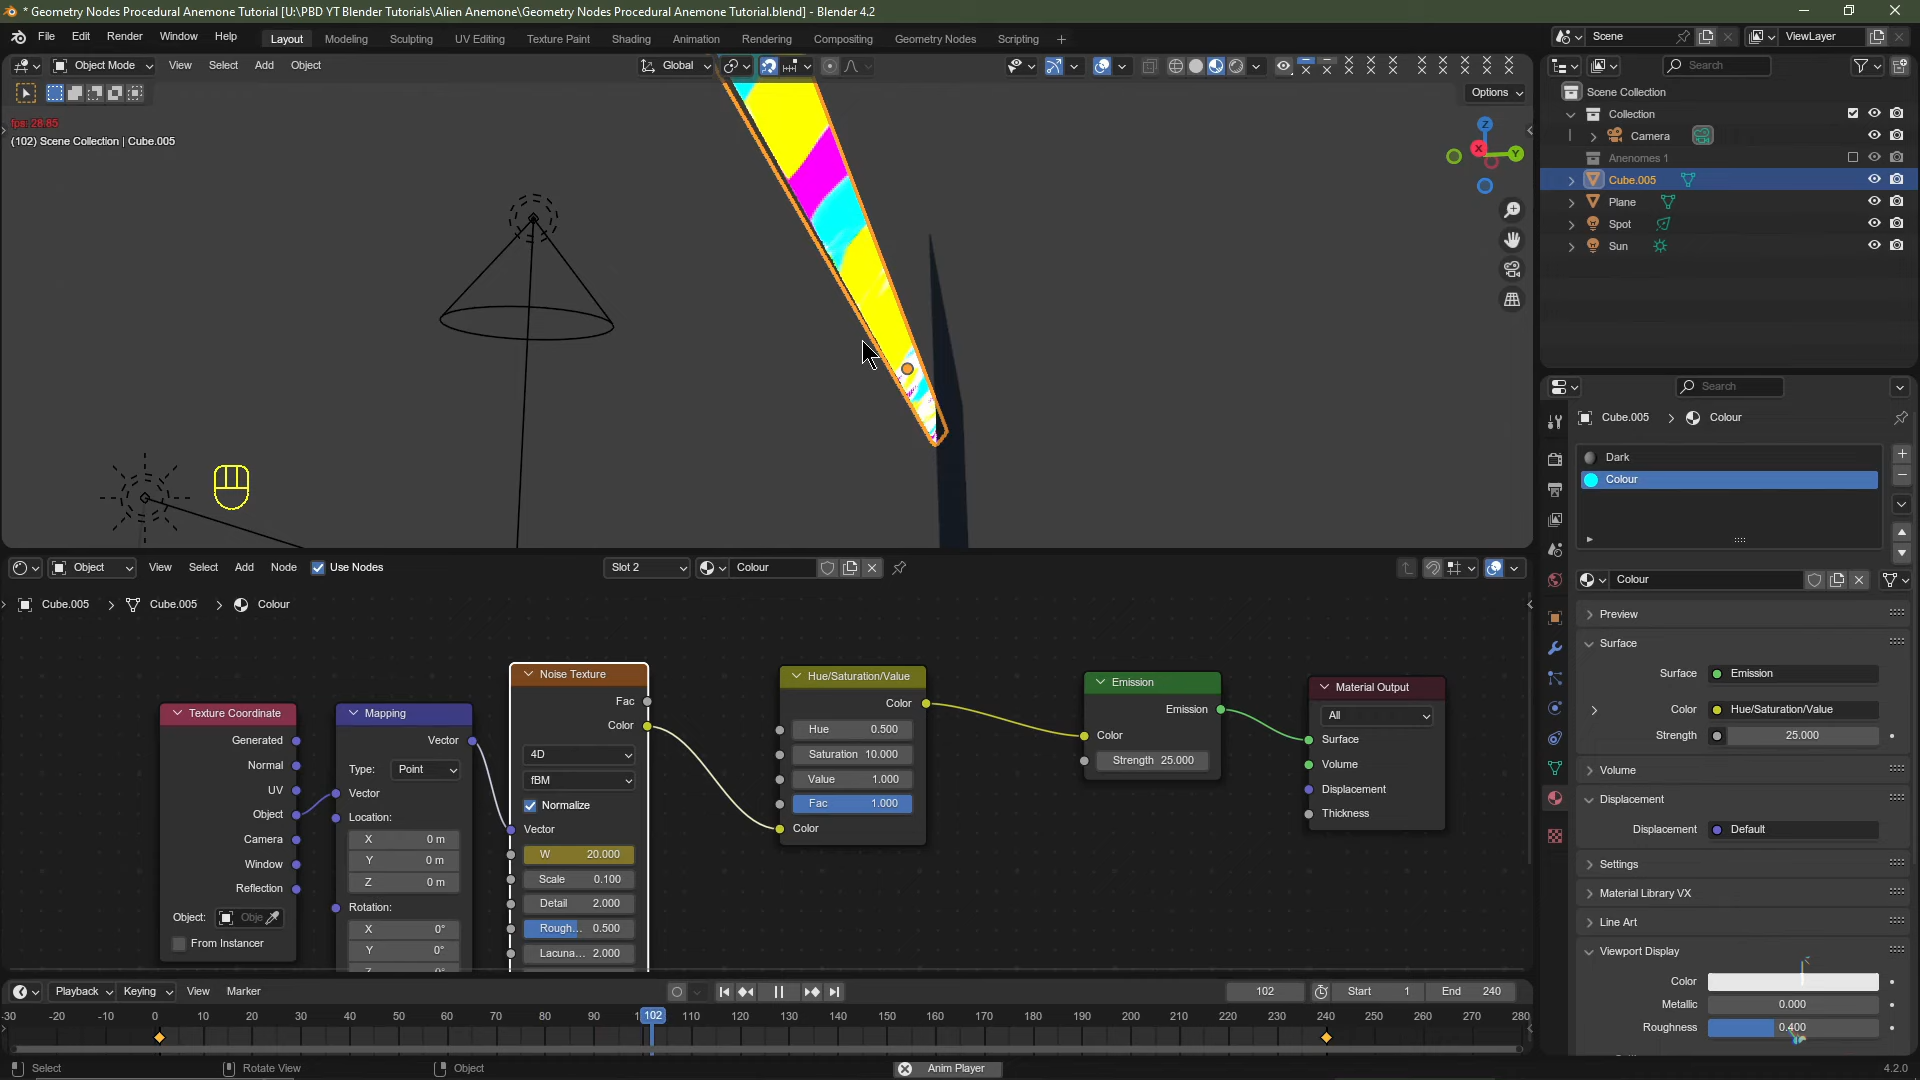 * Geometry Nodes Procedural Anemone Tutorial [U:\PBD YT Blender Tutorials\Alien Anemone\Geometry Nodes Procedural Anemone Tutorial.blend] - Blender 4.2
File Edit Render Window Help Layout Modeling Sculpting UV Editing Texture Paint Shading Animation Rendering Compositing Geometry Nodes Scripting + Scene ViewLayer
Object Mode View Select Add Object Global Search
Options
Scene Collection
fps: 28.85
(102) Scene Collection | Cube.005
Collection
Camera
Anenomes 1
Cube.005
Plane
Spot
Sun
Z
X
Y
Search
Cube.005 > Colour
Dark
Colour
Object View Select Add Node Use Nodes Slot 2 Colour
Colour
Cube.005 > Cube.005 > Colour
Preview
Surface
Surface Emission
Color Hue/Saturation/Value
Strength 25.000
Volume
Displacement
Displacement Default
Settings
Material Library VX
Line Art
Viewport Display
Color
Metallic 0.000
Roughness 0.400
Texture Coordinate
Generated
Normal
UV
Object
Camera
Window
Reflection
Object: Obje
From Instancer
Mapping
Vector
Type: Point
Vector
Location:
X 0 m
Y 0 m
Z 0 m
Rotation:
X 0°
Y 0°
Z 0°
Noise Texture
Fac
Color
4D
fBM
Normalize
Vector
W 20.000
Scale 0.100
Detail 2.000
Rough... 0.500
Lacuna... 2.000
Hue/Saturation/Value
Color
Hue 0.500
Saturation 10.000
Value 1.000
Fac 1.000
Color
Emission
Emission
Color
Strength 25.000
Material Output
All
Surface
Volume
Displacement
Thickness
Playback Keying View Marker 102 Start 1 End 240
-30 -20 -10 0 10 20 30 40 50 60 70 80 90 1 102 110 120 130 140 150 160 170 180 190 200 210 220 230 240 250 260 270 280
Select Rotate View Object Anim Player 4.2.0